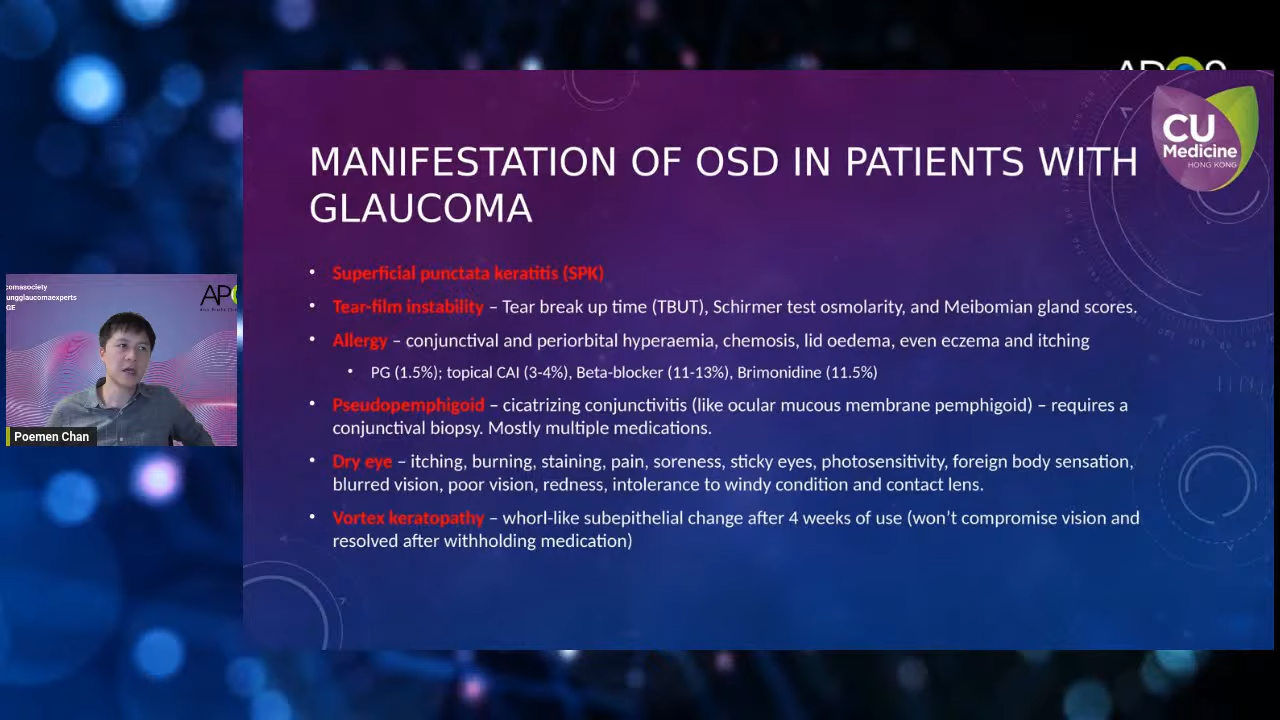 APOS
CU
Medicine
HONG KONG
MANIFESTATION OF OSD IN PATIENTS WITH
GLAUCOMA
• Superficial punctata keratitis (SPK)
• Tear-film instability – Tear break up time (TBUT), Schirmer test osmolarity, and Meibomian gland scores.
• Allergy – conjunctival and periorbital hyperaemia, chemosis, lid oedema, even eczema and itching
• PG (1.5%); topical CAI (3-4%), Beta-blocker (11-13%), Brimonidine (11.5%)
• Pseudopemphigoid – cicatrizing conjunctivitis (like ocular mucous membrane pemphigoid) – requires a
conjunctival biopsy. Mostly multiple medications.
• Dry eye – itching, burning, staining, pain, soreness, sticky eyes, photosensitivity, foreign body sensation,
blurred vision, poor vision, redness, intolerance to windy condition and contact lens.
• Vortex keratopathy – whorl-like subepithelial change after 4 weeks of use (won’t compromise vision and
resolved after withholding medication)
comasociety
ungglaucomaexperts
GE
Poemen Chan